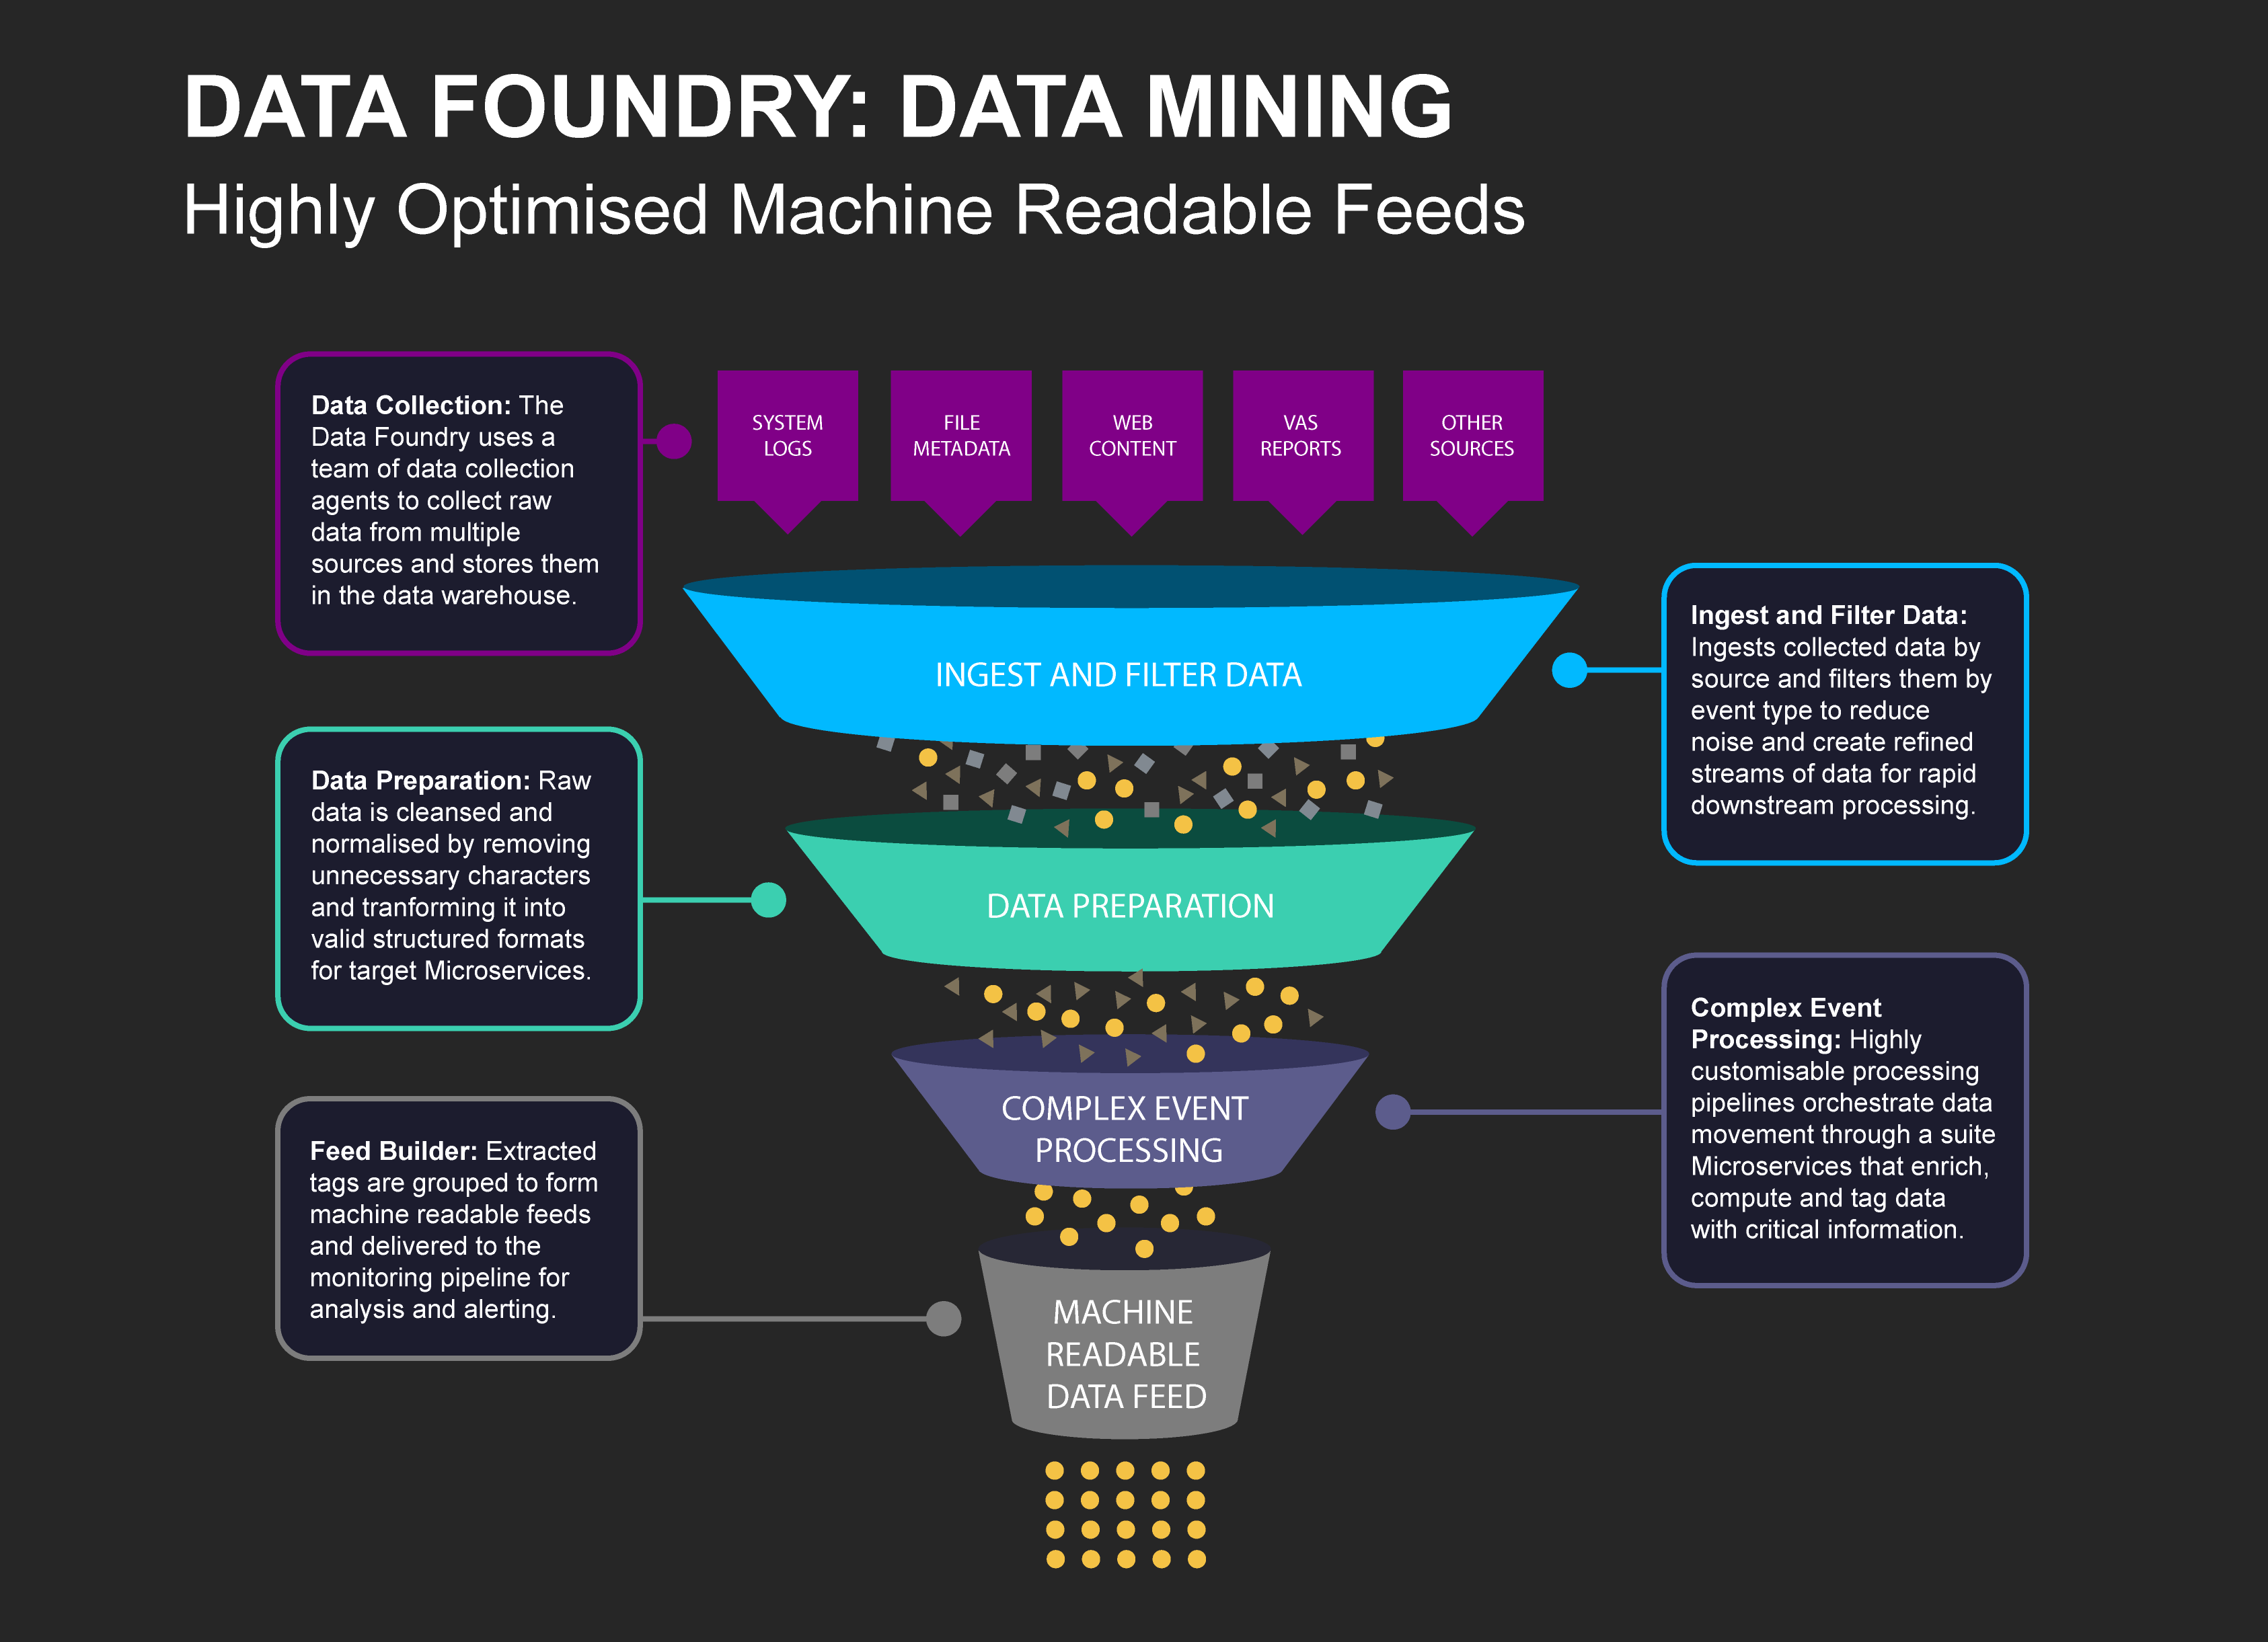 DATA FOUNDRY: DATA MINING
Highly Optimised Machine Readable Feeds
Data Collection: The
Data Foundry uses a
team of data collection
agents to collect raw
data from multiple
sources and stores them
in the data warehouse.
SYSTEM
LOGS
FILE
METADATA
WEB
CONTENT
VAS
REPORTS
OTHER
SOURCES
INGEST AND FILTER DATA
Ingest and Filter Data:
Ingests collected data by
source and filters them by
event type to reduce
noise and create refined
streams of data for rapid
downstream processing.
Data Preparation: Raw
data is cleansed and
normalised by removing
unnecessary characters
and tranforming it into
valid structured formats
for target Microservices.
DATA PREPARATION
Complex Event
Processing: Highly
customisable processing
pipelines orchestrate data
movement through a suite
Microservices that enrich,
compute and tag data
with critical information.
COMPLEX EVENT
PROCESSING
Feed Builder: Extracted
tags are grouped to form
machine readable feeds
and delivered to the
monitoring pipeline for
analysis and alerting.
MACHINE
READABLE
DATA FEED